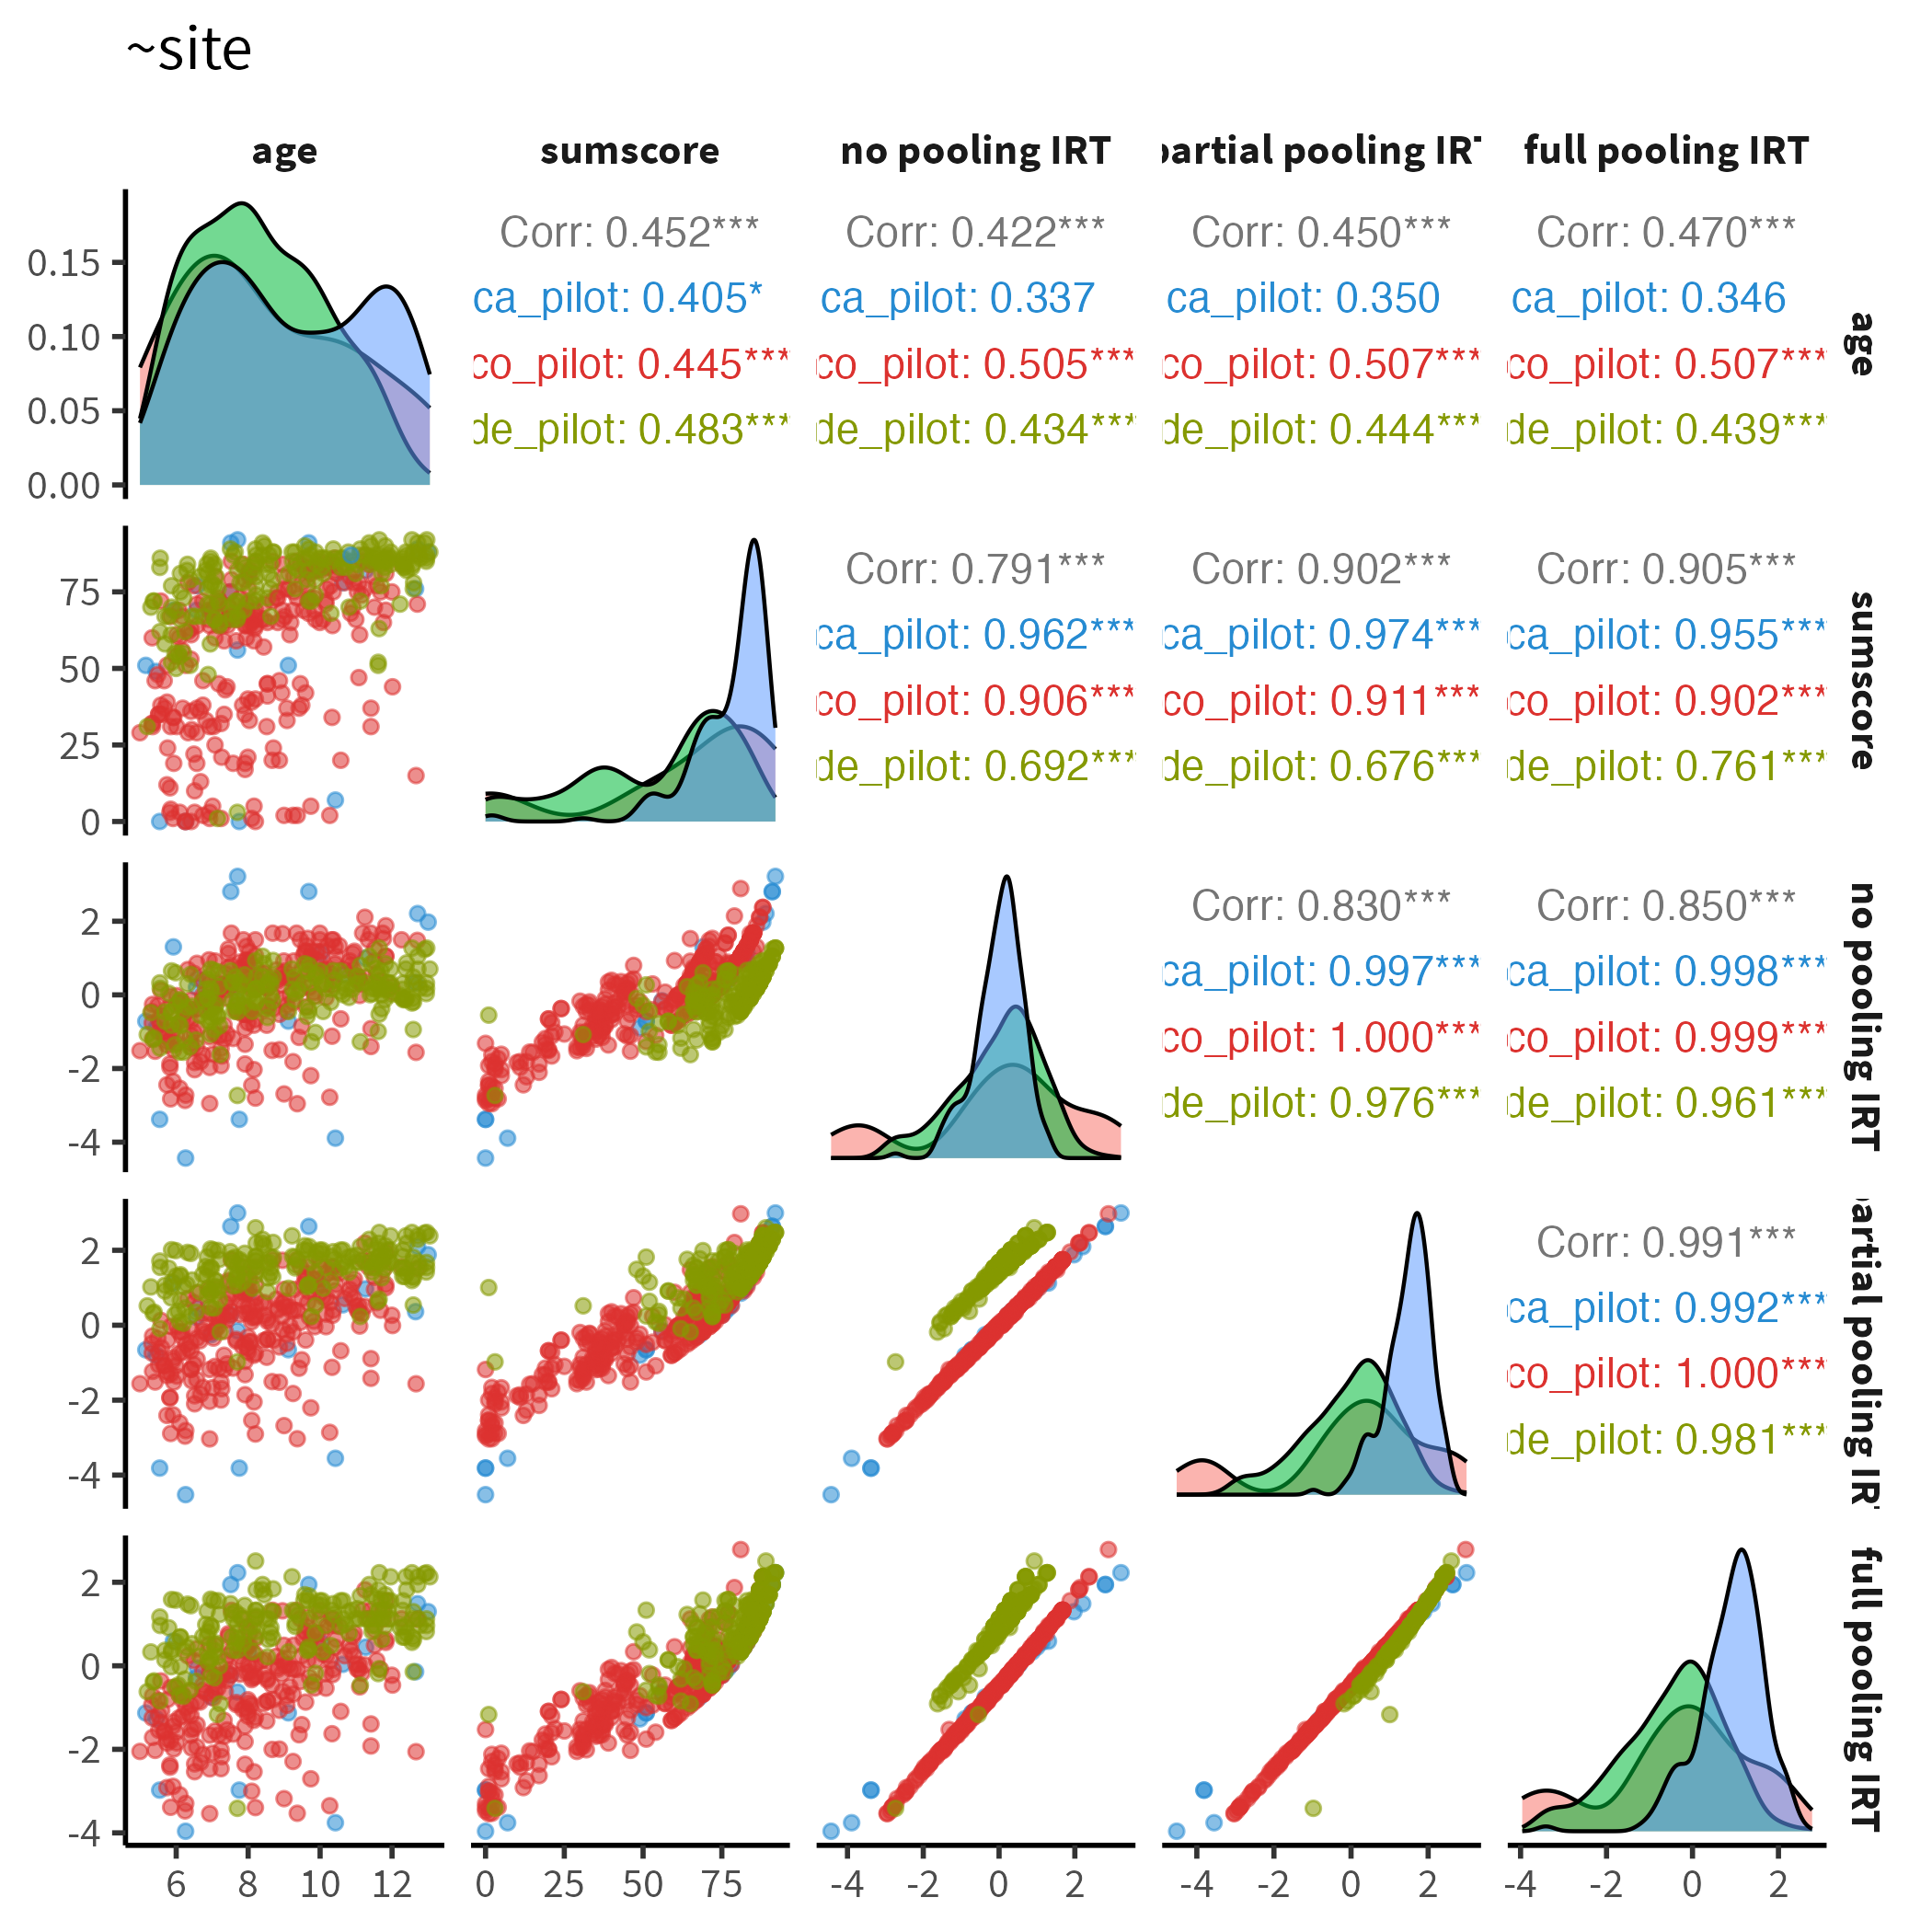 ~site
age sumscore no pooling IRT partial pooling IRT full pooling IRT
Corr: 0.452*** Corr: 0.422*** Corr: 0.450*** Corr: 0.470***
ca_pilot: 0.405* ca_pilot: 0.337 ca_pilot: 0.350 ca_pilot: 0.346
co_pilot: 0.445*** co_pilot: 0.505*** co_pilot: 0.507*** co_pilot: 0.507***
de_pilot: 0.483*** de_pilot: 0.434*** de_pilot: 0.444*** de_pilot: 0.439***
0.15
0.10
0.05
0.00
age
Corr: 0.791*** Corr: 0.902*** Corr: 0.905***
ca_pilot: 0.962*** ca_pilot: 0.974*** ca_pilot: 0.955***
co_pilot: 0.906*** co_pilot: 0.911*** co_pilot: 0.902***
de_pilot: 0.692*** de_pilot: 0.676*** de_pilot: 0.761***
75
50
25
0
sumscore
Corr: 0.830*** Corr: 0.850***
ca_pilot: 0.997*** ca_pilot: 0.998***
co_pilot: 1.000*** co_pilot: 0.999***
de_pilot: 0.976*** de_pilot: 0.961***
2
0
-2
-4
no pooling IRT
Corr: 0.991***
ca_pilot: 0.992***
co_pilot: 1.000***
de_pilot: 0.981***
2
0
-2
-4
partial pooling IRT
2
0
-2
-4
full pooling IRT
6 8 10 12 0 25 50 75 -4 -2 0 2 -4 -2 0 2 -4 -2 0 2